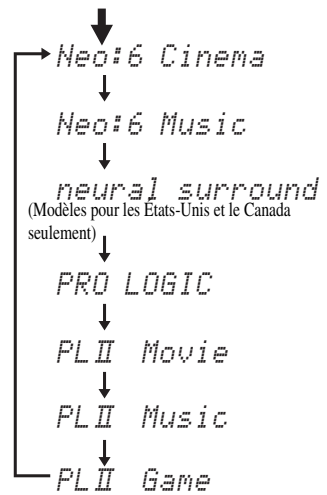 Neo:6 Cinema
Neo:6 Music
neural surround
(Modèles pour les États-Unis et le Canada
seulement)
PRO LOGIC
PLⅡ Movie
PLⅡ Music
PLⅡ Game